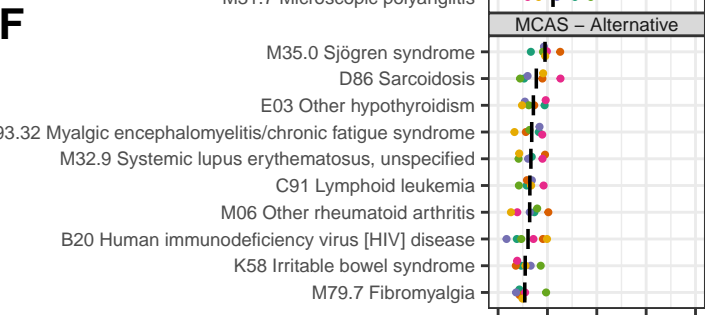 M31.7 Microscopic polyangiitis
F
MCAS – Alternative
M35.0 Sjögren syndrome
D86 Sarcoidosis
E03 Other hypothyroidism
93.32 Myalgic encephalomyelitis/chronic fatigue syndrome
M32.9 Systemic lupus erythematosus, unspecified
C91 Lymphoid leukemia
M06 Other rheumatoid arthritis
B20 Human immunodeficiency virus [HIV] disease
K58 Irritable bowel syndrome
M79.7 Fibromyalgia